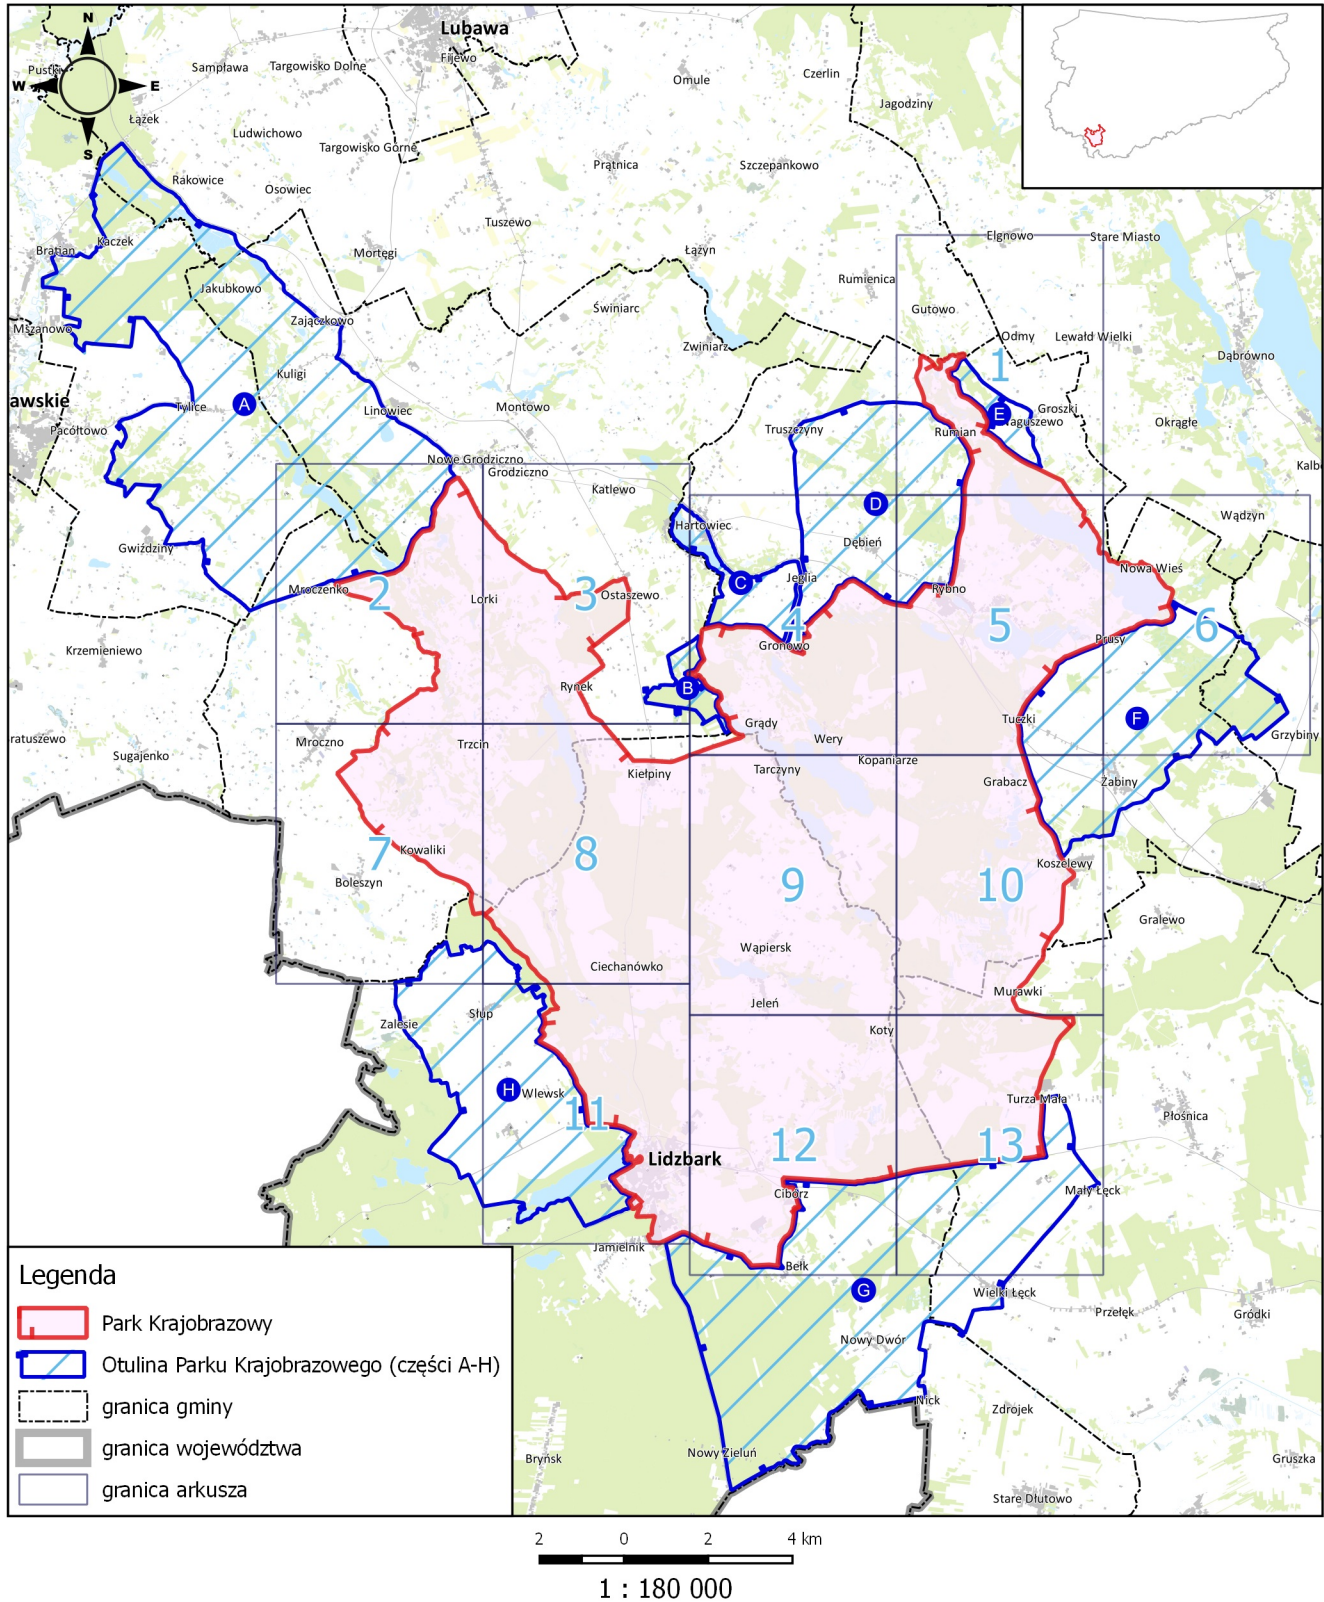 N
W
E
S
Lubawa
Fijewo
Pustki
Sampława
Targowisko Dolne
Omule
Czerlin
Jagodziny
Łążek
Ludwichowo
Targowisko Górne
Prątnica
Szczepankowo
Rakowice
Osowiec
Tuszewo
Bratian
Kaczek
Mortęgi
Łążyn
Elgnowo
Stare Miasto
Rumienica
Jakubkowo
Świniarc
Gutowo
Mszanowo
Zajączkowo
Zwiniarz
Odmy
Lewałd Wielki
Dąbrówno
1
Kuligi
awskie
Tylice
A
Linowiec
Montowo
E
Groszki
Naguszewo
Okrągłe
Pacółtowo
Truszczyny
Rumian
Nowe Grodziczno
Grodziczno
Kalb
Katlewo
D
Wądzyn
Hartowiec
Gwiździny
Dębień
Nowa Wieś
C
Jeglia
Mroczenko
2
Lorki
3
Ostaszewo
Rybno
4
5
6
Gronowo
Prusy
Krzemieniewo
Rynek
B
Grądy
Tuczki
F
ratuszewo
Mroczno
Trzcin
Wery
Grzybiny
Sugajenko
Kiełpiny
Tarczyny
Kopaniarze
Grabacz
Żabiny
7
Kowaliki
8
9
10
Koszelewy
Boleszyn
Gralewo
Wąpiersk
Ciechanówko
Jeleń
Murawki
Zalesie
Słup
Koty
H
Wlewsk
11
Turza Mała
Płośnica
12
13
Lidzbark
Cibórz
Mały Łęck
Jamielnik
Bełk
G
Wielki Łęck
Przełęk
Gródki
Nowy Dwór
Nick
Zdrojek
Bryńsk
Nowy Zieluń
Gruszka
Stare Dłutowo
Legenda
Park Krajobrazowy
Otulina Parku Krajobrazowego (części A-H)
granica gminy
granica województwa
granica arkusza
2 0 2 4 km
1 : 180 000